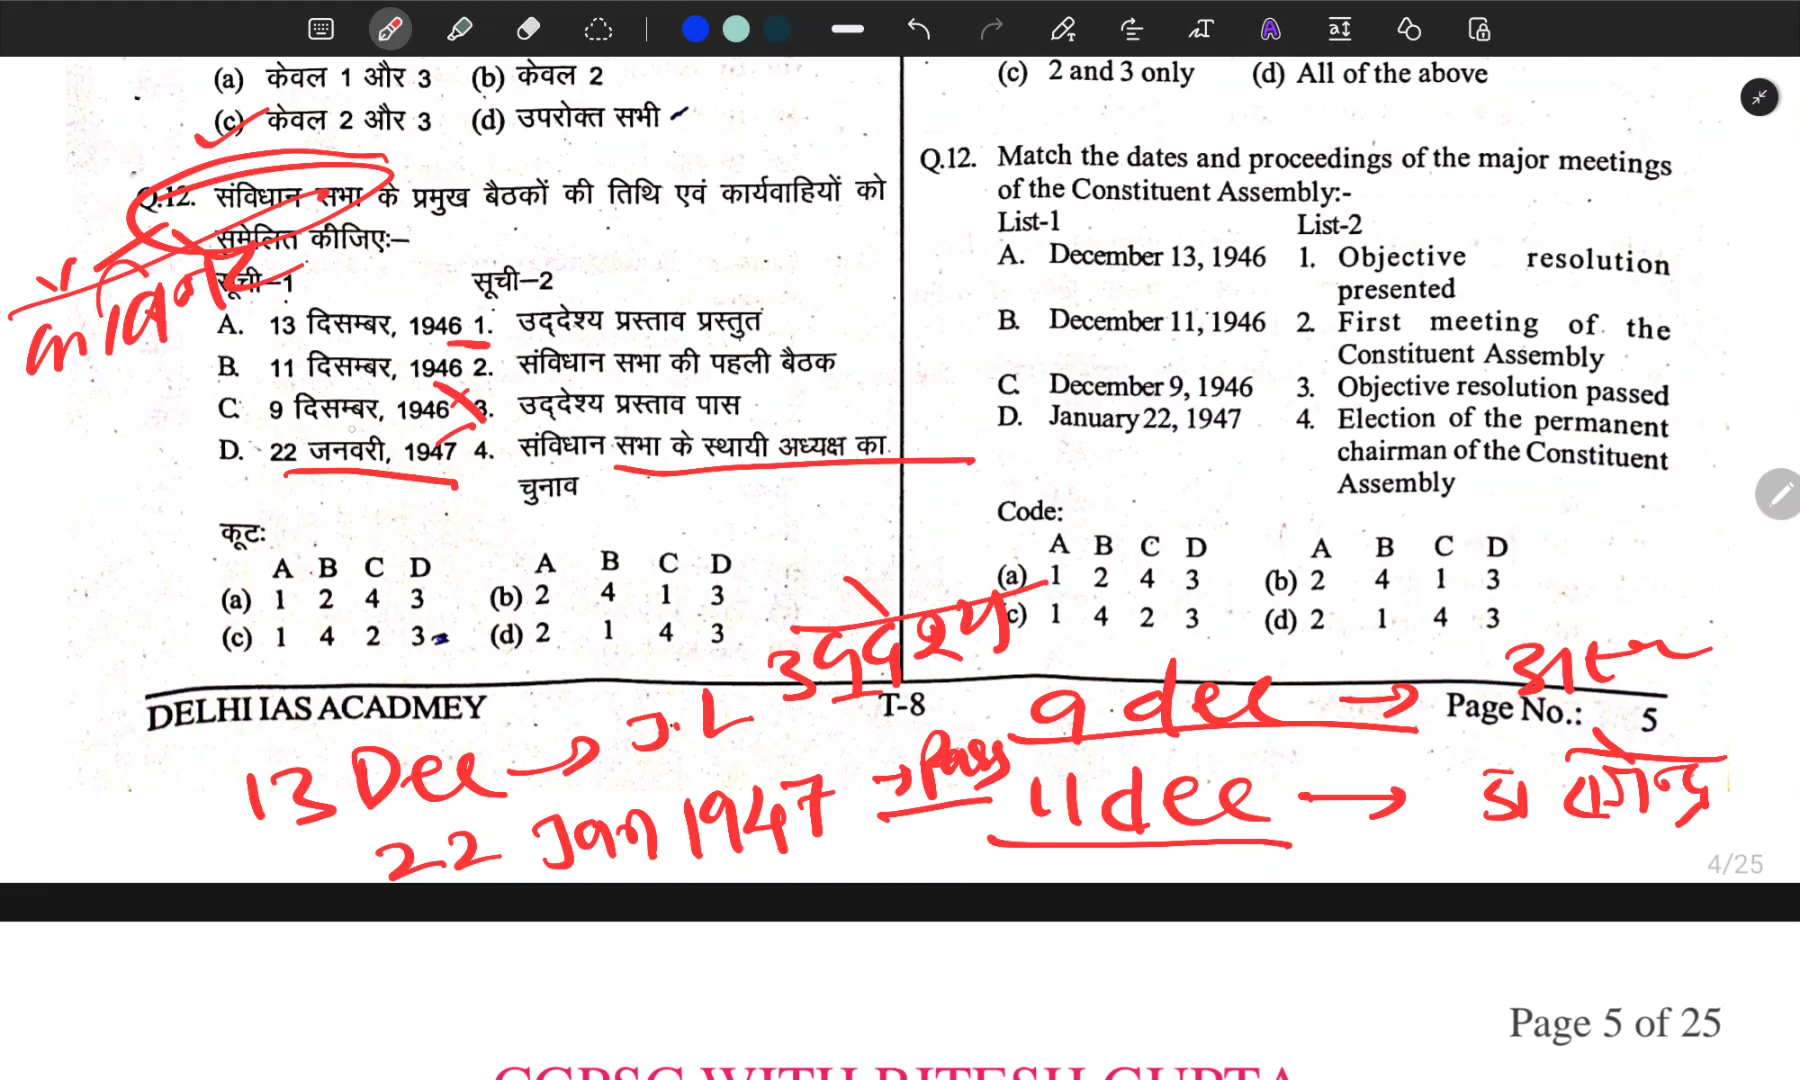 (a) केवल 1 और 3 (b) केवल 2
(c) केवल 2 और 3 (d) उपरोक्त सभी
Q.12. संविधान सभा के प्रमुख बैठकों की तिथि एवं कार्यवाहियों को
सुमेलित कीजिए:–
सूची–1 सूची–2
A. 13 दिसम्बर, 1946 1. उद्देश्य प्रस्ताव प्रस्तुत
B. 11 दिसम्बर, 1946 2. संविधान सभा की पहली बैठक
C. 9 दिसम्बर, 1946 3. उद्देश्य प्रस्ताव पास
D. 22 जनवरी, 1947 4. संविधान सभा के स्थायी अध्यक्ष का
चुनाव
कूट:
A B C D A B C D
(a) 1 2 4 3 (b) 2 4 1 3
(c) 1 4 2 3 (d) 2 1 4 3
(c) 2 and 3 only (d) All of the above
Q.12. Match the dates and proceedings of the major meetings
of the Constituent Assembly:-
List-1 List-2
A. December 13, 1946 1. Objective resolution
presented
B. December 11, 1946 2. First meeting of the
Constituent Assembly
C. December 9, 1946 3. Objective resolution passed
D. January 22, 1947 4. Election of the permanent
chairman of the Constituent
Assembly
Code:
A B C D A B C D
(a) 1 2 4 3 (b) 2 4 1 3
(c) 1 4 2 3 (d) 2 1 4 3
उद्देश्य
DELHI IAS ACADMEY T-8 Page No.: 5
13 Dec → J.L 9 dec →
22 Jan 1947 → Pass 11 dec →
4/25
Page 5 of 25
CGPSC WITH RITESH GUPTA